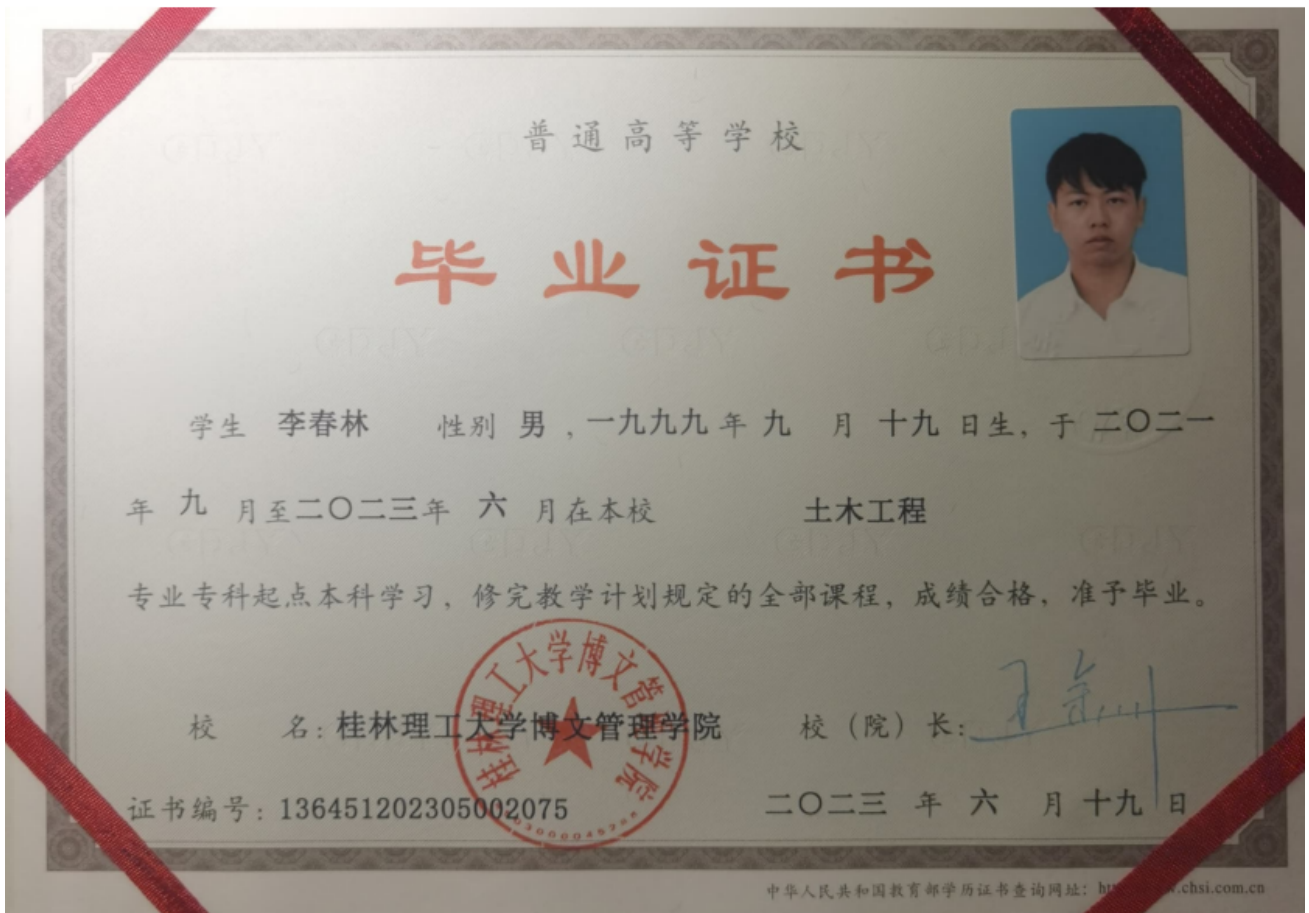 普通高等学校
毕业证书
学生 李春林 性别 男 ，一九九九 年 九 月 十九 日生，于 二〇二一
年 九 月至二〇二三年 六 月在本校 土木工程
专业专科起点本科学习，修完教学计划规定的全部课程，成绩合格，准予毕业。
桂林理工大学博文管理学院
校 名：桂林理工大学博文管理学院 校（院）长：
证书编号：136451202305002075 二〇二三 年 六 月 十九 日
中华人民共和国教育部学历证书查询网址：.chsi.com.cn